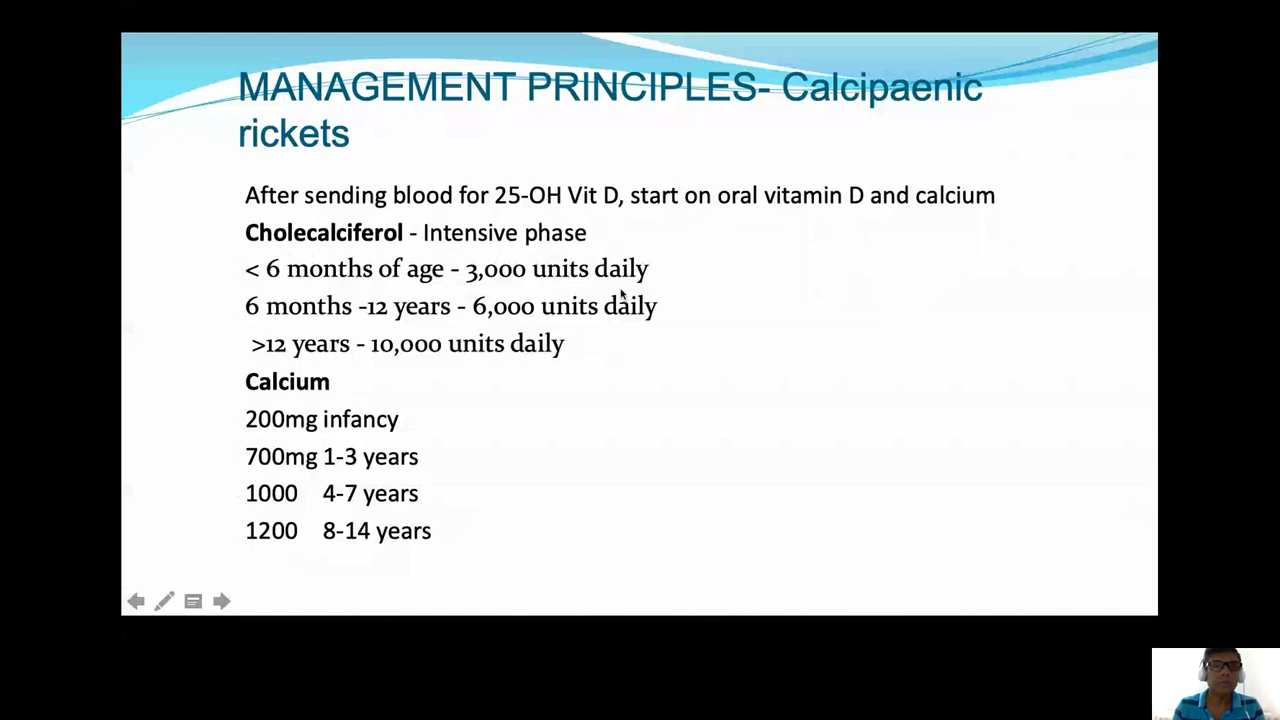 MANAGEMENT PRINCIPLES- Calcipaenic
rickets
After sending blood for 25-OH Vit D, start on oral vitamin D and calcium
Cholecalciferol - Intensive phase
< 6 months of age - 3,000 units daily
6 months -12 years - 6,000 units daily
>12 years - 10,000 units daily
Calcium
200mg infancy
700mg 1-3 years
1000 4-7 years
1200 8-14 years